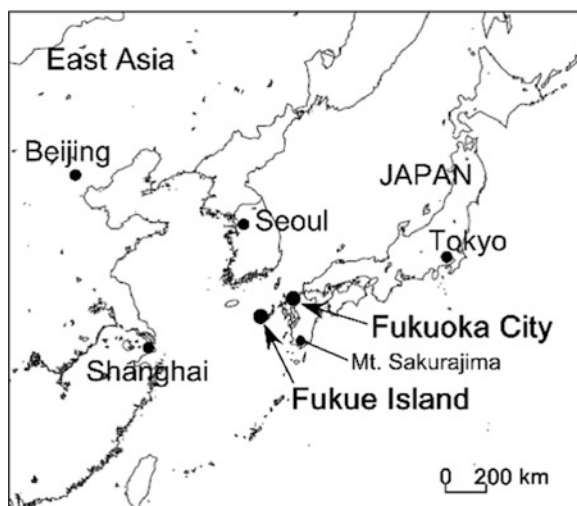 East Asia
Beijing
JAPAN
Seoul
Tokyo
Fukuoka City
Mt. Sakurajima
Shanghai
Fukue Island
0 200 km